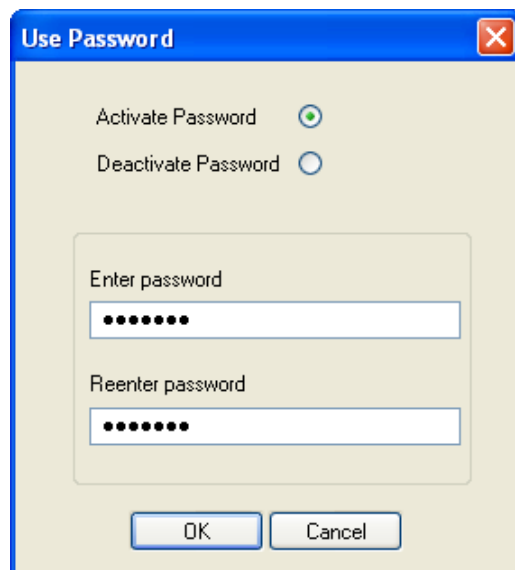 Use Password
Activate Password
Deactivate Password
Enter password
●●●●●●●
Reenter password
●●●●●●●
OK Cancel